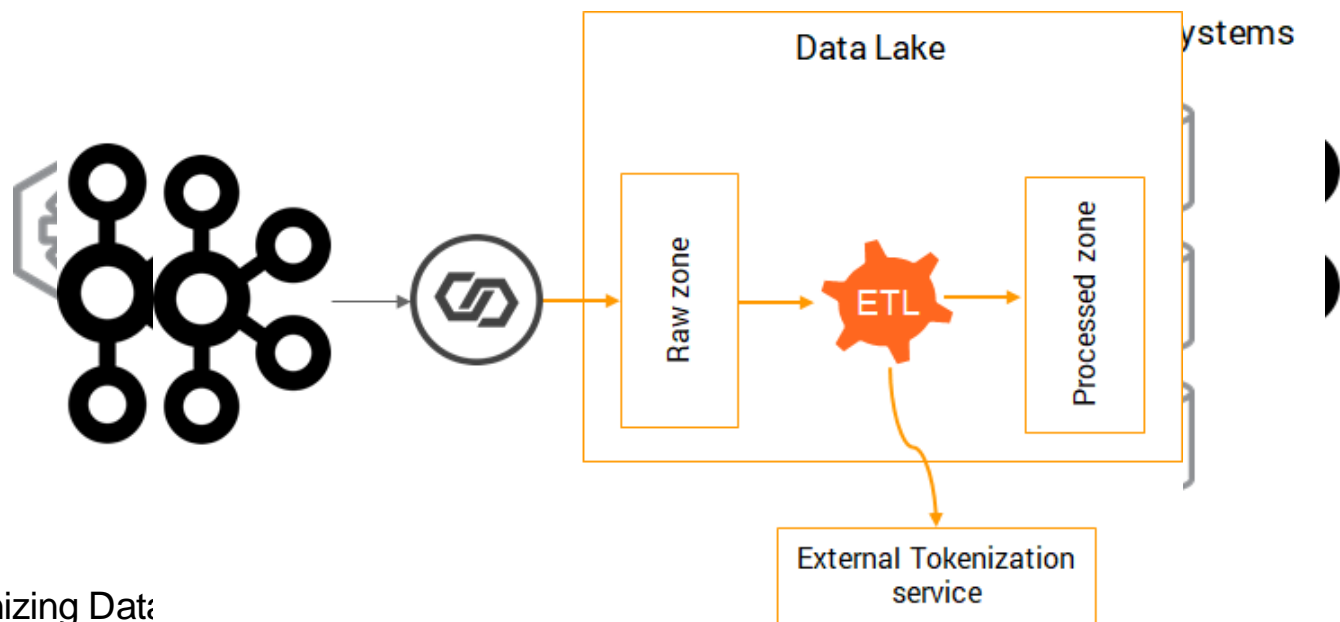 ystems
Data Lake
Raw zone
ETL
Processed zone
External Tokenization
service
nizing Data